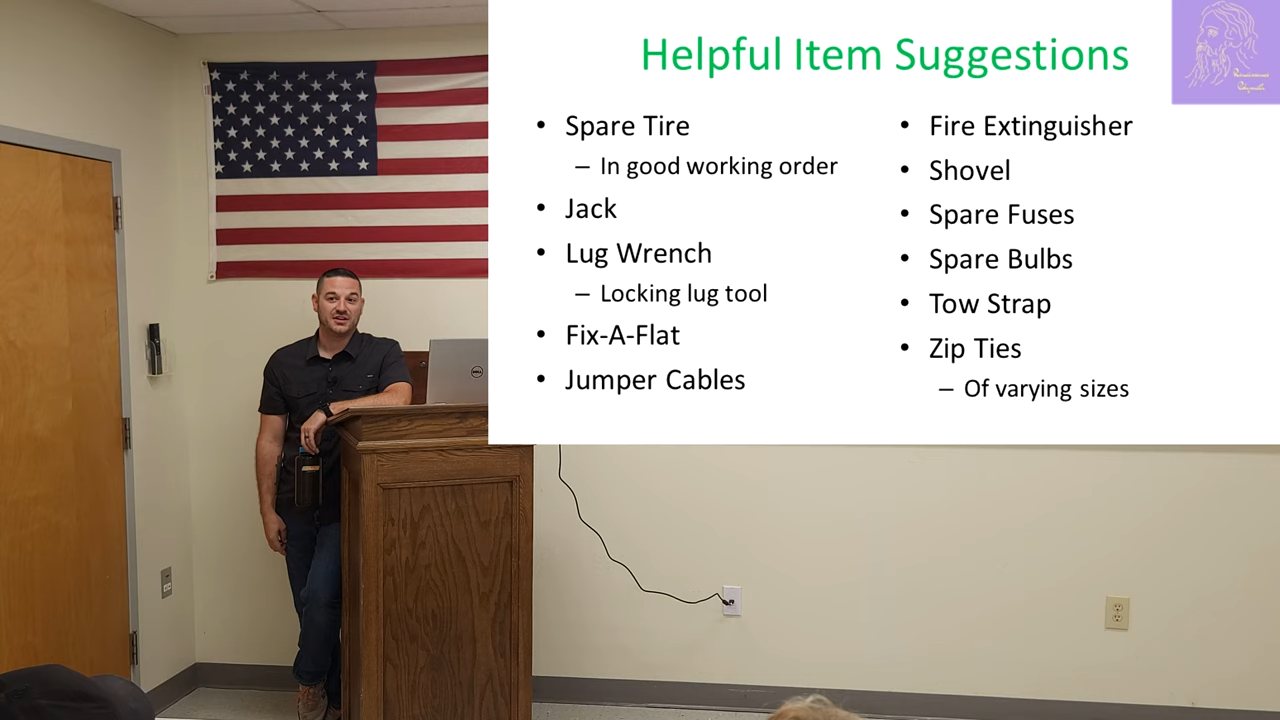 Helpful Item Suggestions
• Spare Tire
– In good working order
• Jack
• Lug Wrench
– Locking lug tool
• Fix-A-Flat
• Jumper Cables
• Fire Extinguisher
• Shovel
• Spare Fuses
• Spare Bulbs
• Tow Strap
• Zip Ties
– Of varying sizes
DELL